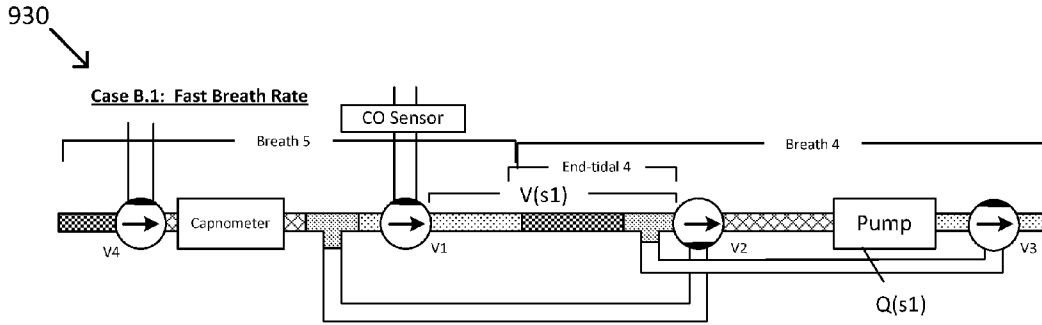 930
Case B.1: Fast Breath Rate
CO Sensor
Breath 5
Breath 4
End-tidal 4
V(s1)
Capnometer
Pump
V4
V1
V2
V3
Q(s1)